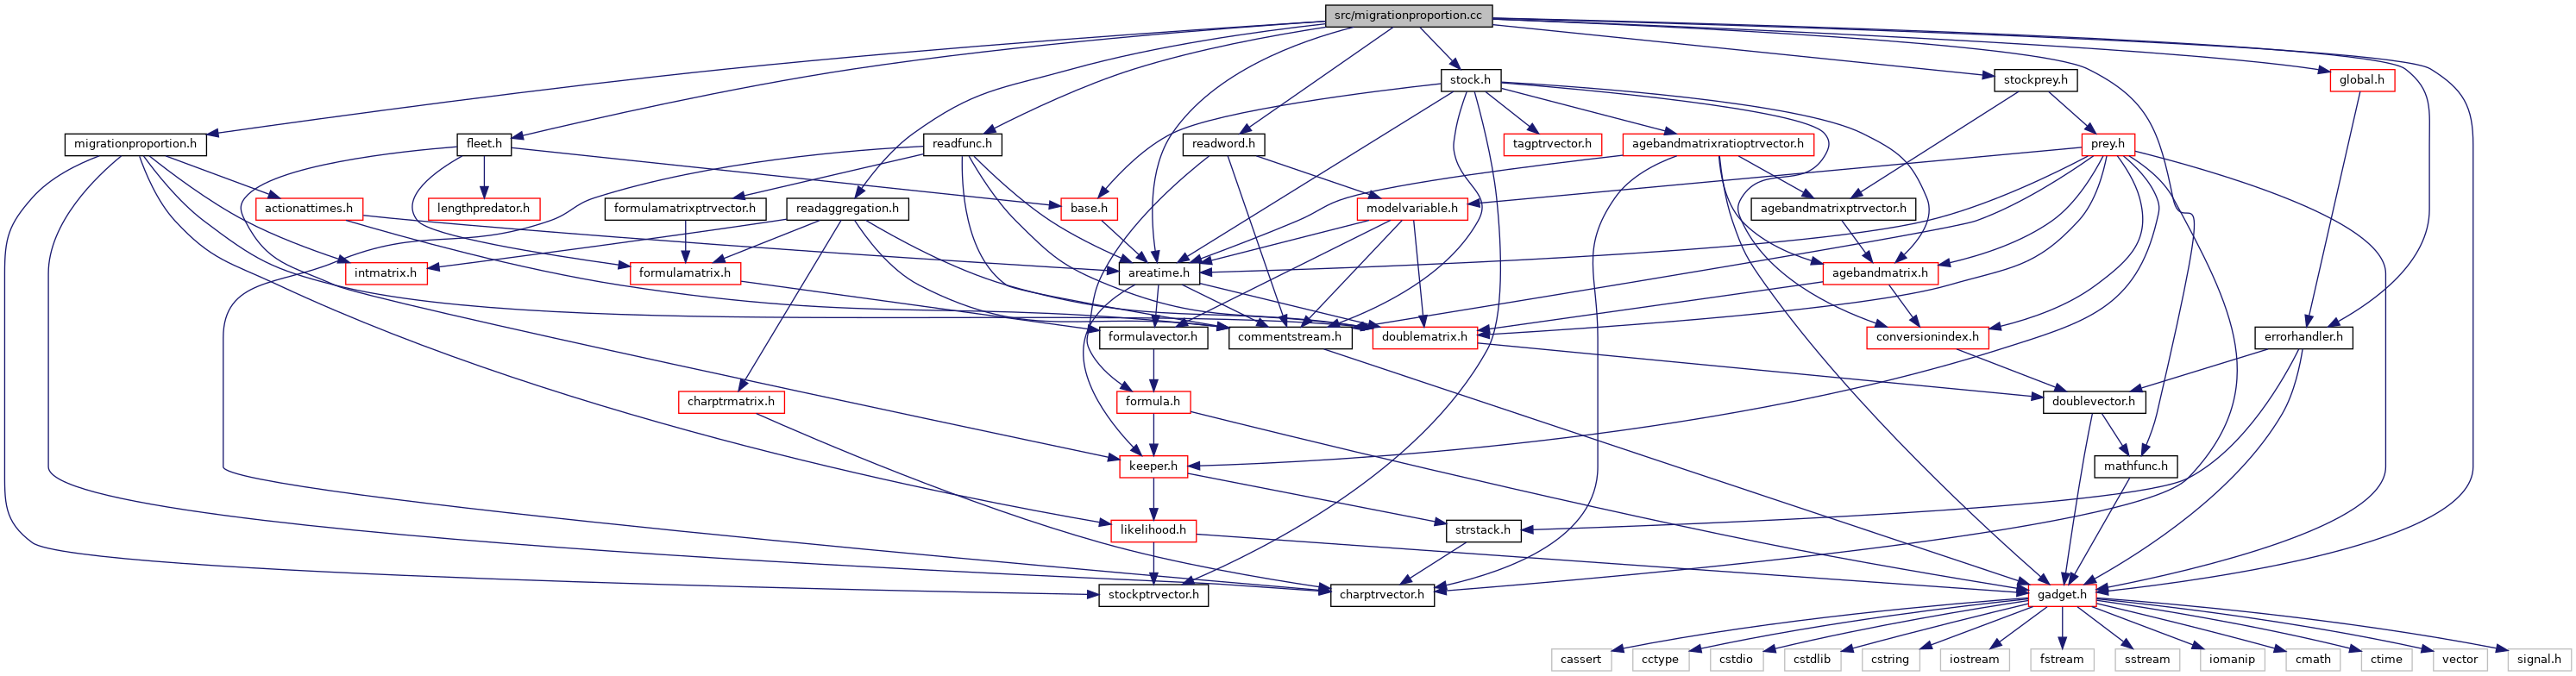 src/migrationproportion.cc
stock.h
stockprey.h
global.h
migrationproportion.h
fleet.h
readfunc.h
readword.h
tagptrvector.h
agebandmatrixratioptrvector.h
prey.h
actionattimes.h
lengthpredator.h
formulamatrixptrvector.h
readaggregation.h
base.h
modelvariable.h
agebandmatrixptrvector.h
intmatrix.h
formulamatrix.h
areatime.h
agebandmatrix.h
formulavector.h
commentstream.h
doublematrix.h
conversionindex.h
errorhandler.h
charptrmatrix.h
formula.h
doublevector.h
keeper.h
mathfunc.h
likelihood.h
strstack.h
stockptrvector.h
charptrvector.h
gadget.h
cassert
cctype
cstdio
cstdlib
cstring
iostream
fstream
sstream
iomanip
cmath
ctime
vector
signal.h